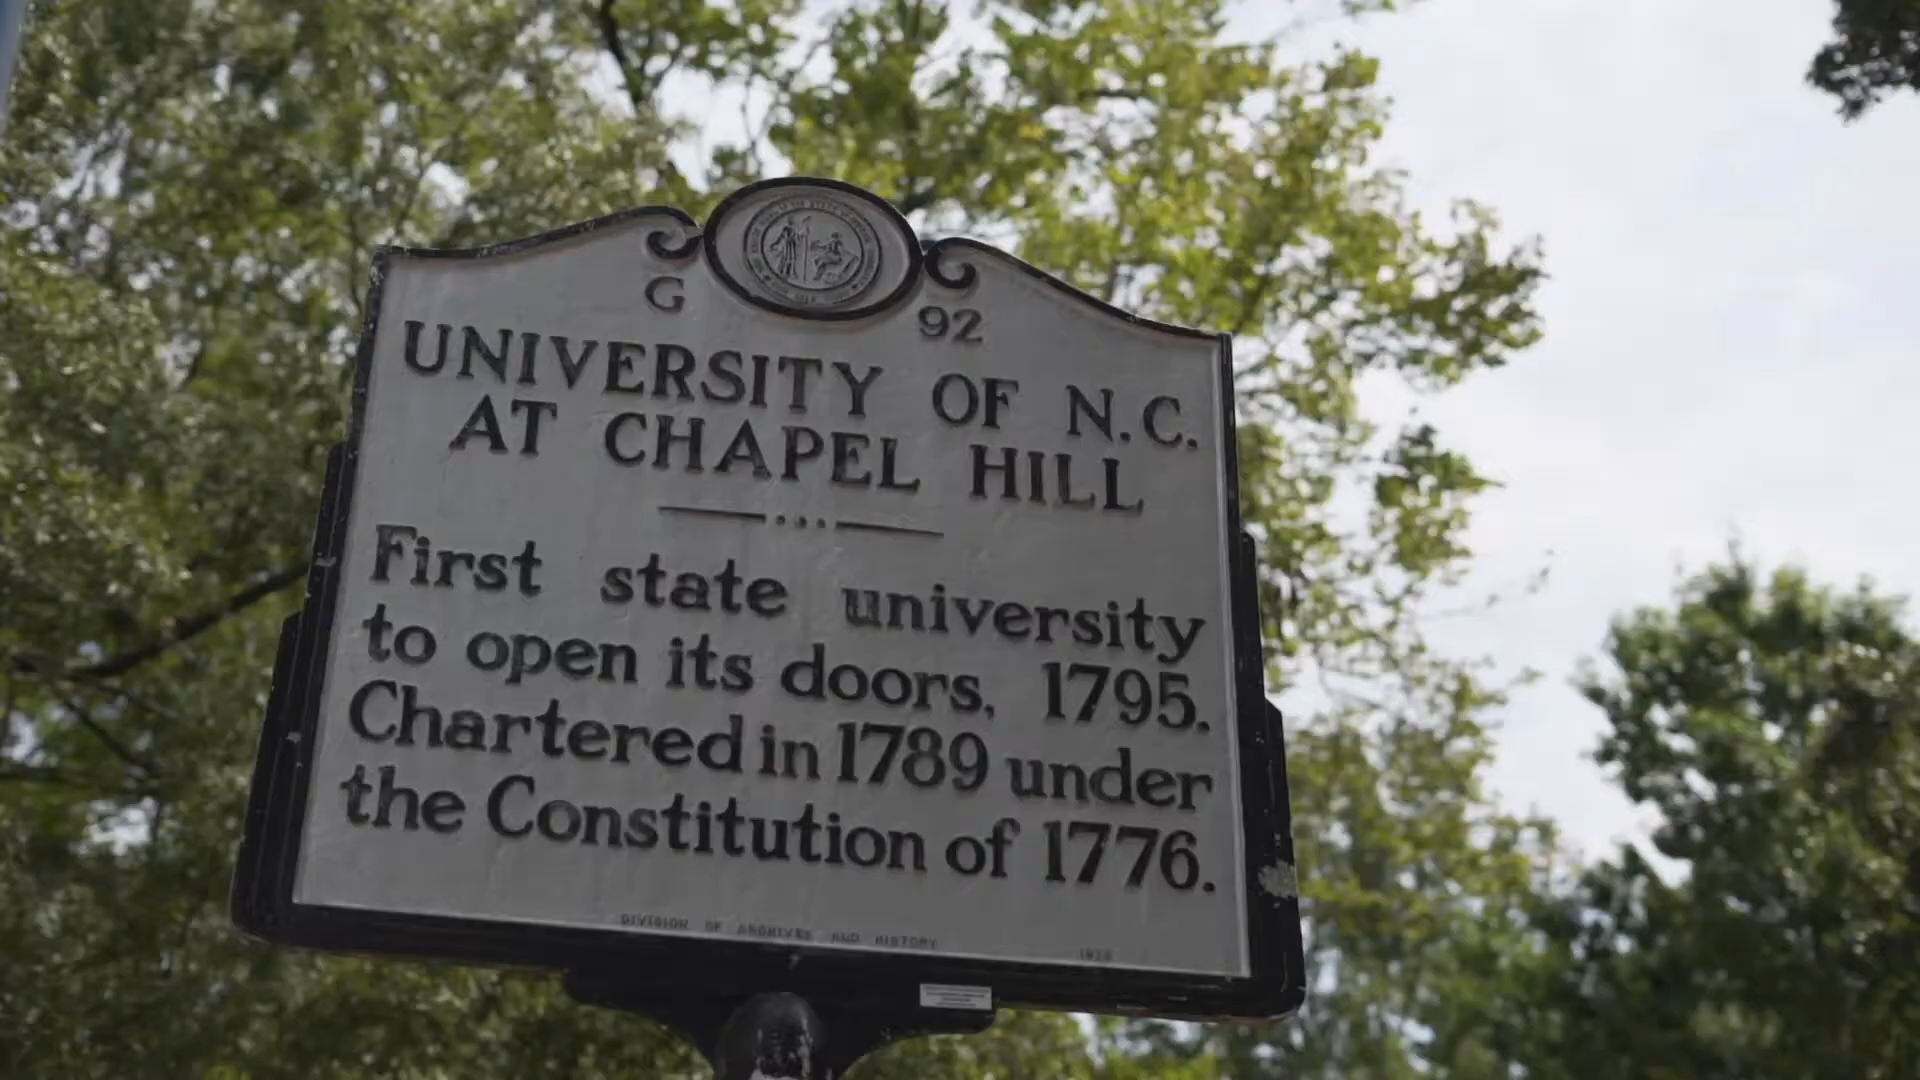 G 92
UNIVERSITY OF N.C.
AT CHAPEL HILL
First state university
to open its doors, 1795.
Chartered in 1789 under
the Constitution of 1776.
DIVISION OF ARCHIVES AND HISTORY